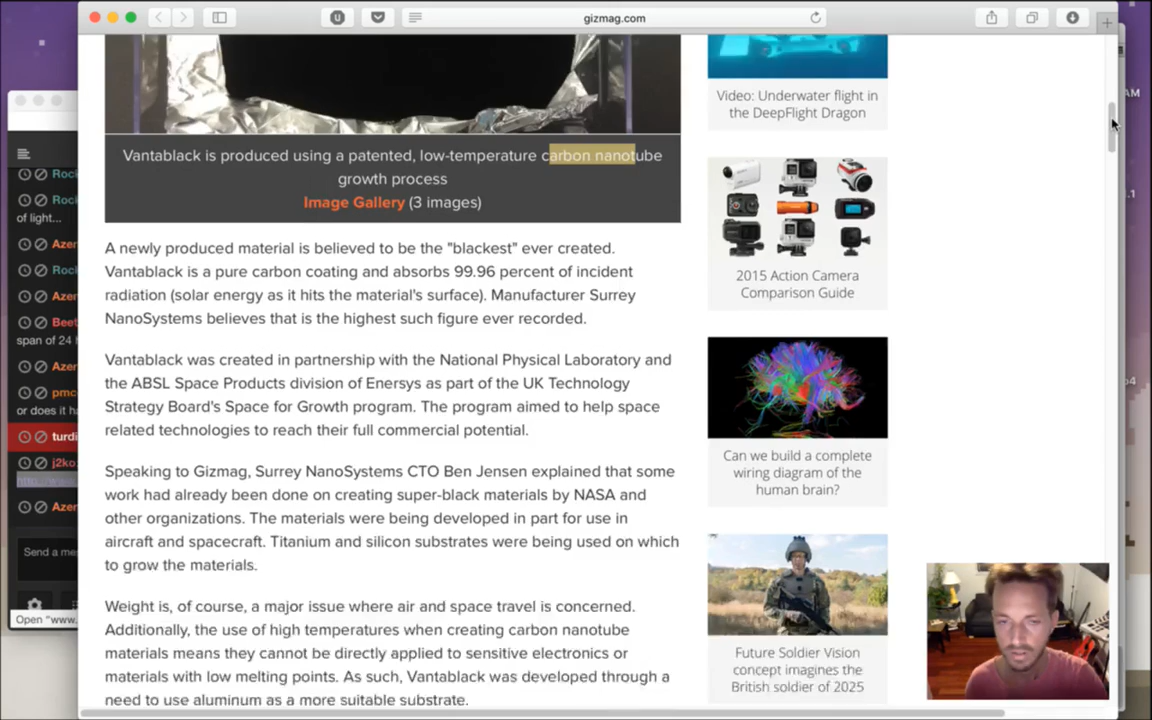 gizmag.com
AM
Vantablack is produced using a patented, low-temperature carbon nanotube
growth process
Image Gallery (3 images)
A newly produced material is believed to be the "blackest" ever created.
Vantablack is a pure carbon coating and absorbs 99.96 percent of incident
radiation (solar energy as it hits the material's surface). Manufacturer Surrey
NanoSystems believes that is the highest such figure ever recorded.
Vantablack was created in partnership with the National Physical Laboratory and
the ABSL Space Products division of Enersys as part of the UK Technology
Strategy Board's Space for Growth program. The program aimed to help space
related technologies to reach their full commercial potential.
Speaking to Gizmag, Surrey NanoSystems CTO Ben Jensen explained that some
work had already been done on creating super-black materials by NASA and
other organizations. The materials were being developed in part for use in
aircraft and spacecraft. Titanium and silicon substrates were being used on which
to grow the materials.
Weight is, of course, a major issue where air and space travel is concerned.
Additionally, the use of high temperatures when creating carbon nanotube
materials means they cannot be directly applied to sensitive electronics or
materials with low melting points. As such, Vantablack was developed through a
need to use aluminum as a more suitable substrate.
Video: Underwater flight in
the DeepFlight Dragon
2015 Action Camera
Comparison Guide
Can we build a complete
wiring diagram of the
human brain?
Future Soldier Vision
concept imagines the
British soldier of 2025
Rock
Rock
of light...
Azer
Rock
Azer
Beet
span of 24 h
Azer
pmc
or does it ha
turdi
j2ko
Azer
Send a me
Open "www.